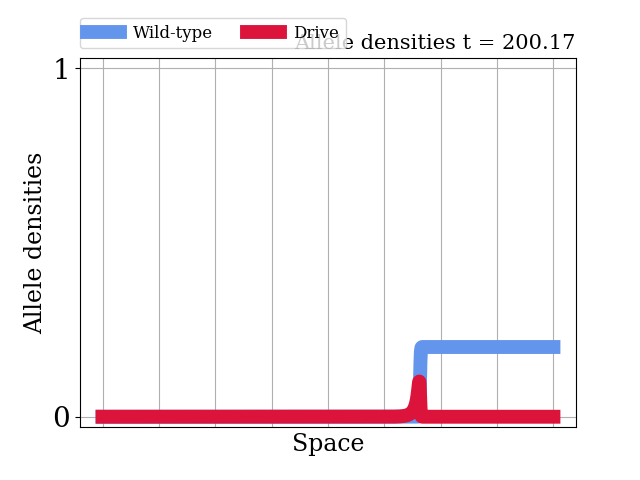 Wild-type Drive
Allele densities t = 200.17
1
Allele densities
0
Space